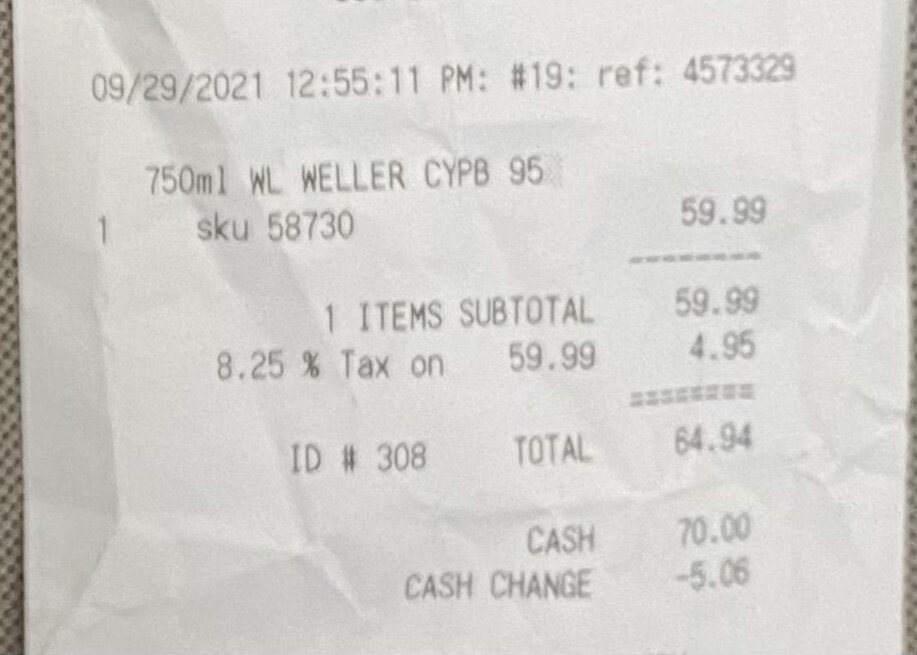 09/29/2021 12:55:11 PM: #19: ref: 4573329
750ml WL WELLER CYPB 95
1 sku 58730 59.99
--------
1 ITEMS SUBTOTAL 59.99
8.25 % Tax on 59.99 4.95
========
ID # 308 TOTAL 64.94
CASH 70.00
CASH CHANGE -5.06